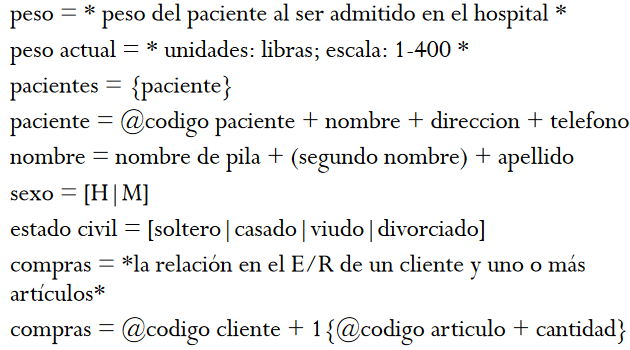 peso = * peso del paciente al ser admitido en el hospital *
peso actual = * unidades: libras; escala: 1-400 *
pacientes = {paciente}
paciente = @codigo paciente + nombre + direccion + telefono
nombre = nombre de pila + (segundo nombre) + apellido
sexo = [H|M]
estado civil = [soltero|casado|viudo|divorciado]
compras = *la relación en el E/R de un cliente y uno o más
artículos*
compras = @codigo cliente + 1{@codigo articulo + cantidad}